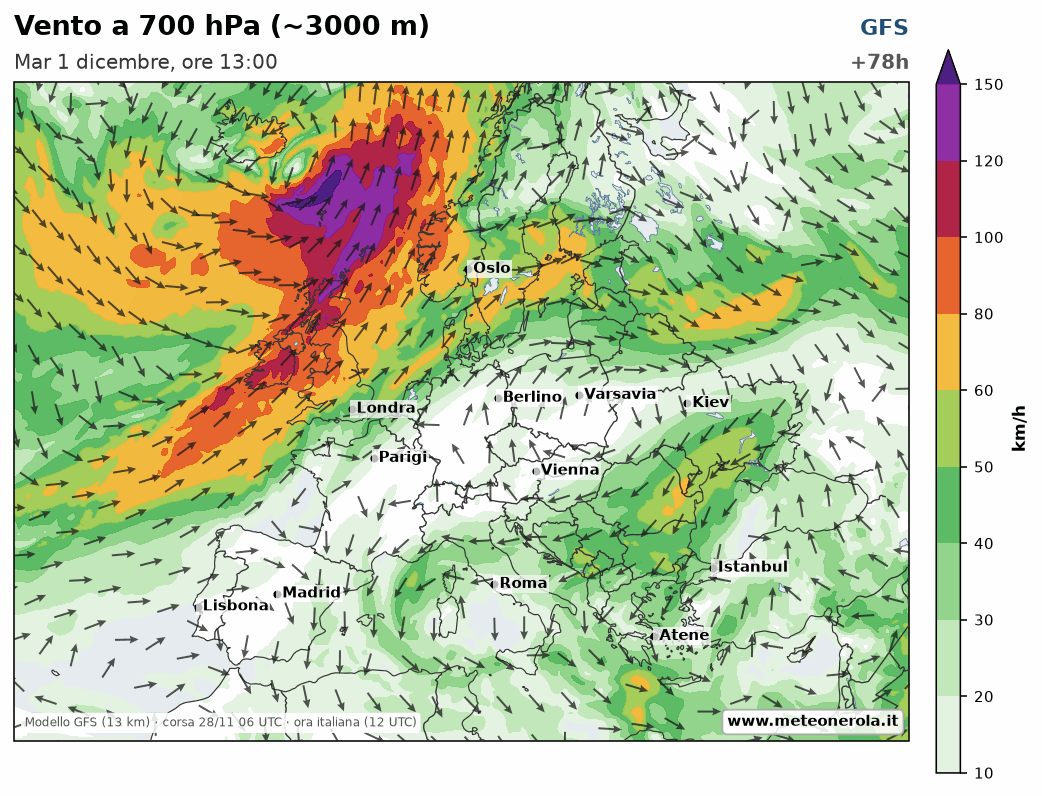 Vento a 700 hPa (~3000 m)
GFS
Mar 1 dicembre, ore 13:00
+78h
150
120
100
80
60
50
40
30
20
10
km/h
Oslo
Berlino
Varsavia
Kiev
Londra
Parigi
Vienna
Istanbul
Roma
Madrid
Lisbona
Atene
Modello GFS (13 km) · corsa 28/11 06 UTC · ora italiana (12 UTC)
www.meteonerola.it